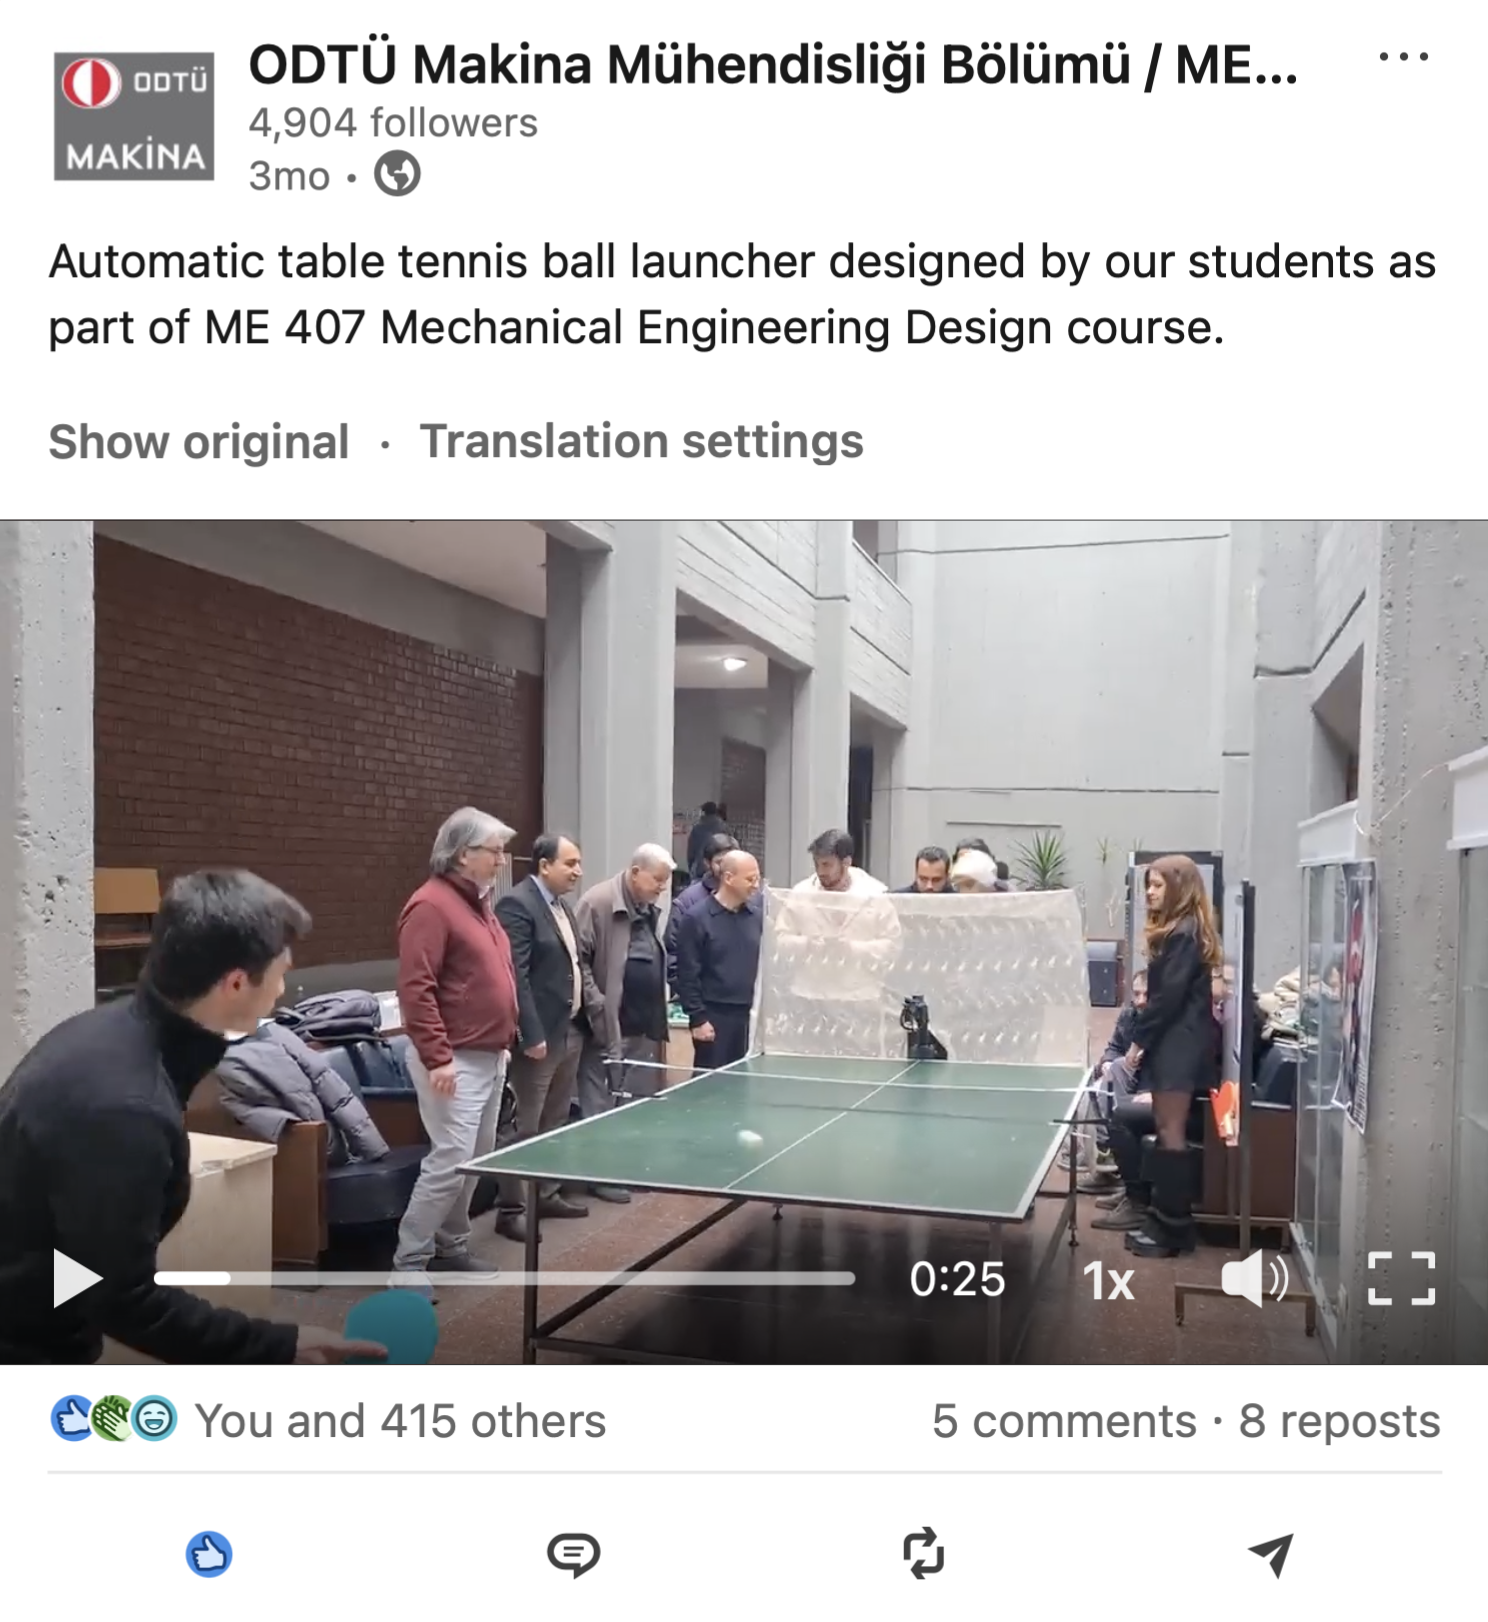 ODTÜ
MAKİNA
ODTÜ Makina Mühendisliği Bölümü / ME...
4,904 followers
3mo •
Automatic table tennis ball launcher designed by our students as
part of ME 407 Mechanical Engineering Design course.
Show original · Translation settings
0:25 1x
You and 415 others 5 comments · 8 reposts